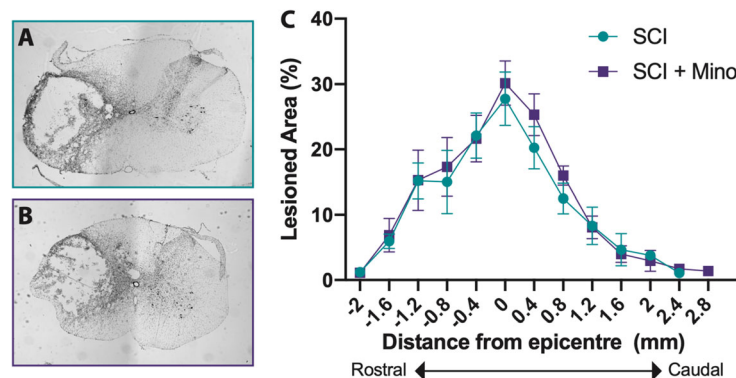 A
B
C
SCI
SCI + Mino
Lesioned Area (%)
40
30
20
10
0
-2
-1.6
-1.2
-0.8
-0.4
0
0.4
0.8
1.2
1.6
2
2.4
2.8
Distance from epicentre (mm)
Rostral
Caudal